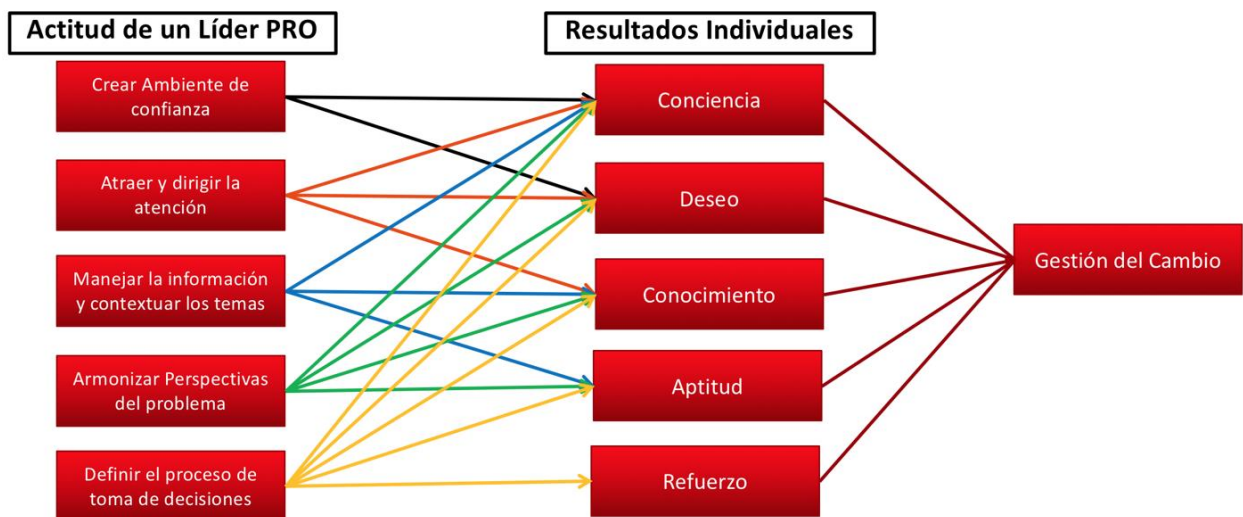 Actitud de un Líder PRO
Resultados Individuales
Crear Ambiente de
confianza
Atraer y dirigir la
atención
Manejar la información
y contextuar los temas
Armonizar Perspectivas
del problema
Definir el proceso de
toma de decisiones
Conciencia
Deseo
Conocimiento
Aptitud
Refuerzo
Gestión del Cambio